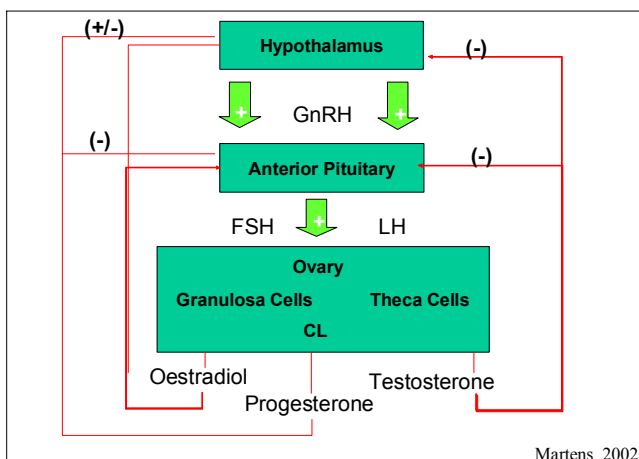 (+/-)
Hypothalamus
(-)
+ +
GnRH
(-)
Anterior Pituitary
(-)
+
FSH LH
Ovary
Granulosa Cells Theca Cells
CL
Oestradiol Testosterone
Progesterone
Martens 2002